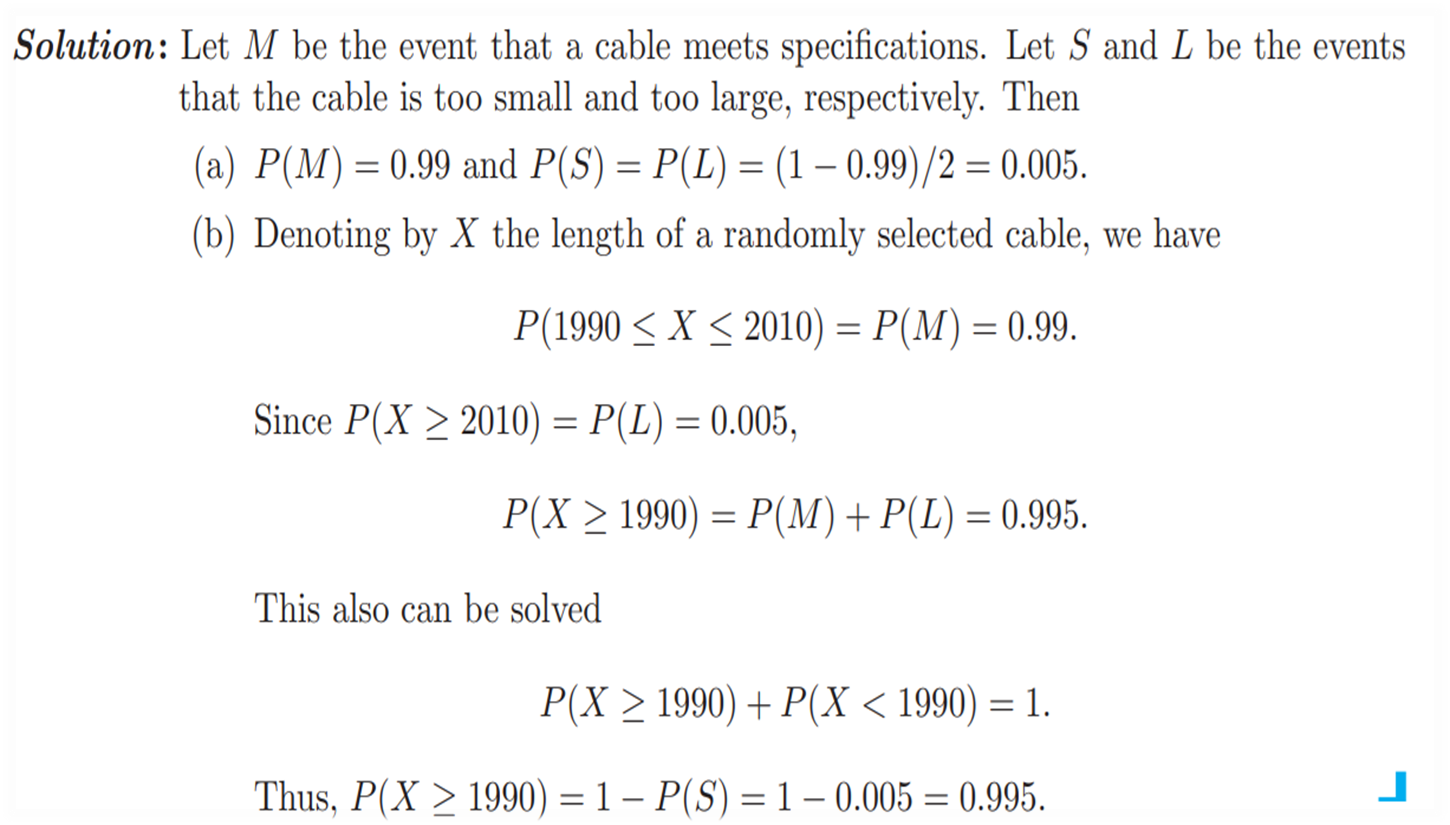 Solution: Let M be the event that a cable meets specifications. Let S and L be the events
that the cable is too small and too large, respectively. Then
(a) P(M) = 0.99 and P(S) = P(L) = (1 − 0.99)/2 = 0.005.
(b) Denoting by X the length of a randomly selected cable, we have
P(1990 ≤ X ≤ 2010) = P(M) = 0.99.
Since P(X ≥ 2010) = P(L) = 0.005,
P(X ≥ 1990) = P(M) + P(L) = 0.995.
This also can be solved
P(X ≥ 1990) + P(X < 1990) = 1.
Thus, P(X ≥ 1990) = 1 − P(S) = 1 − 0.005 = 0.995.